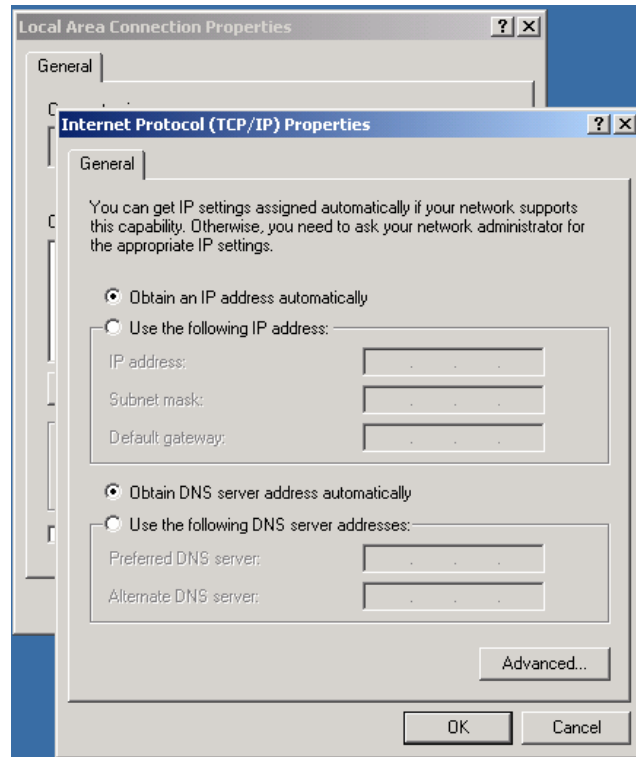 Local Area Connection Properties
General
Internet Protocol (TCP/IP) Properties
General
You can get IP settings assigned automatically if your network supports
this capability. Otherwise, you need to ask your network administrator for
the appropriate IP settings.
Obtain an IP address automatically
Use the following IP address:
IP address:
Subnet mask:
Default gateway:
Obtain DNS server address automatically
Use the following DNS server addresses:
Preferred DNS server:
Alternate DNS server:
Advanced...
OK
Cancel